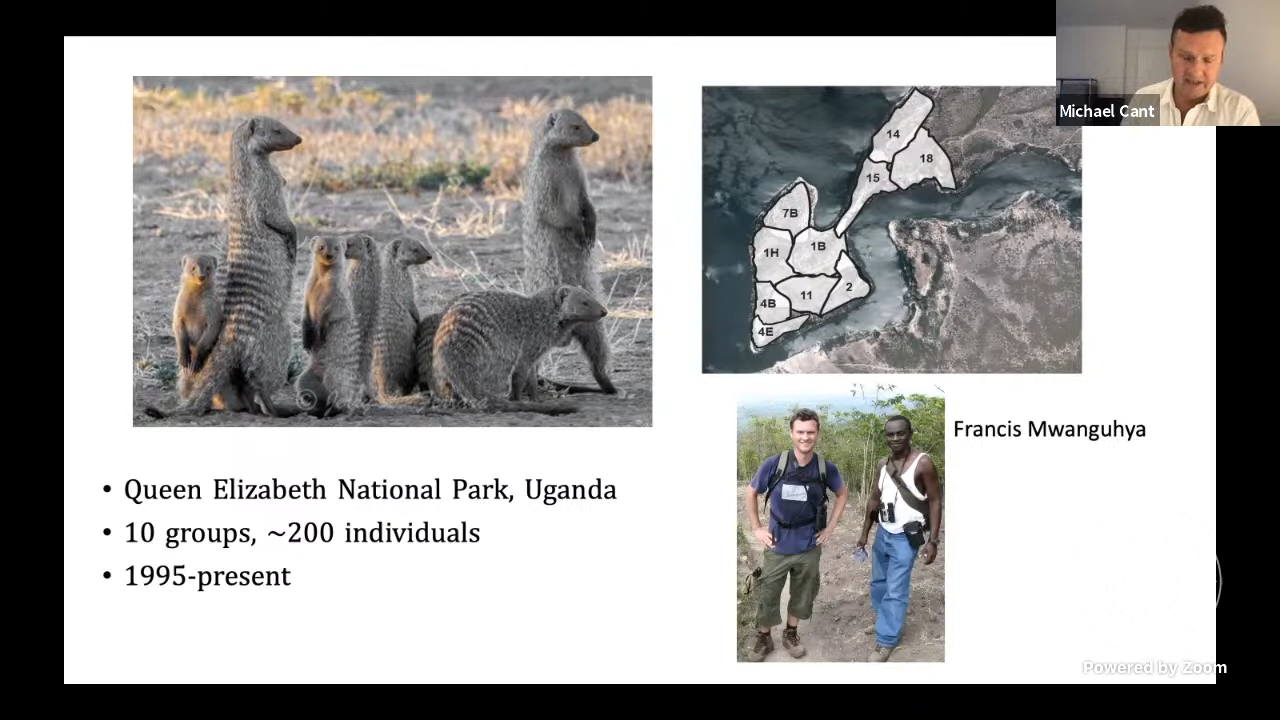 Michael Cant
14
18
15
7B
1H
1B
2
11
4B
4E
Francis Mwanguhya
• Queen Elizabeth National Park, Uganda
• 10 groups, ~200 individuals
• 1995-present
Powered by Zoom